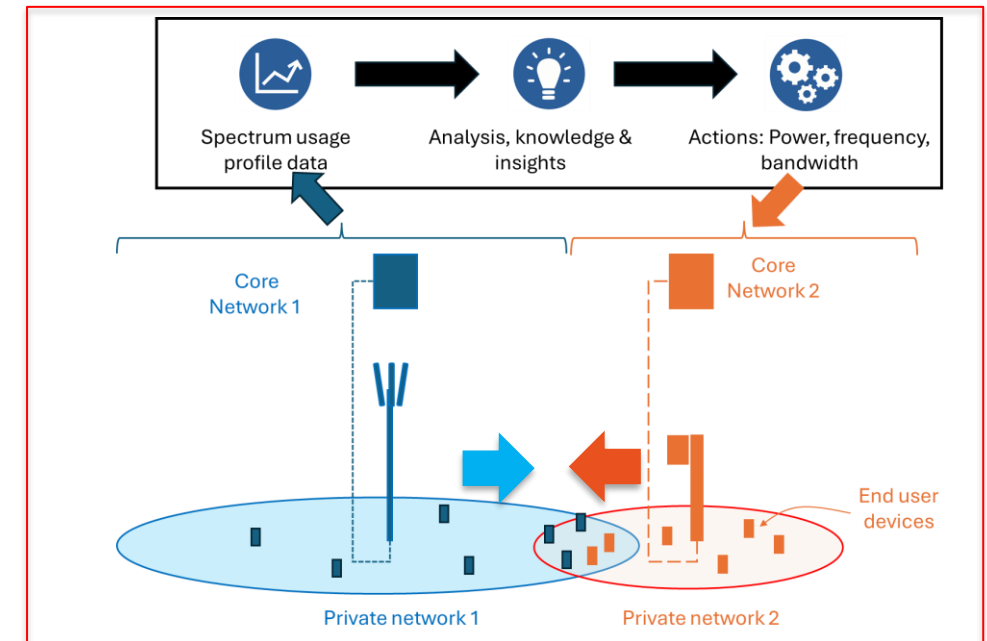 Spectrum usage
profile data
Analysis, knowledge &
insights
Actions: Power, frequency,
bandwidth
Core
Network 1
Core
Network 2
End user
devices
Private network 1
Private network 2